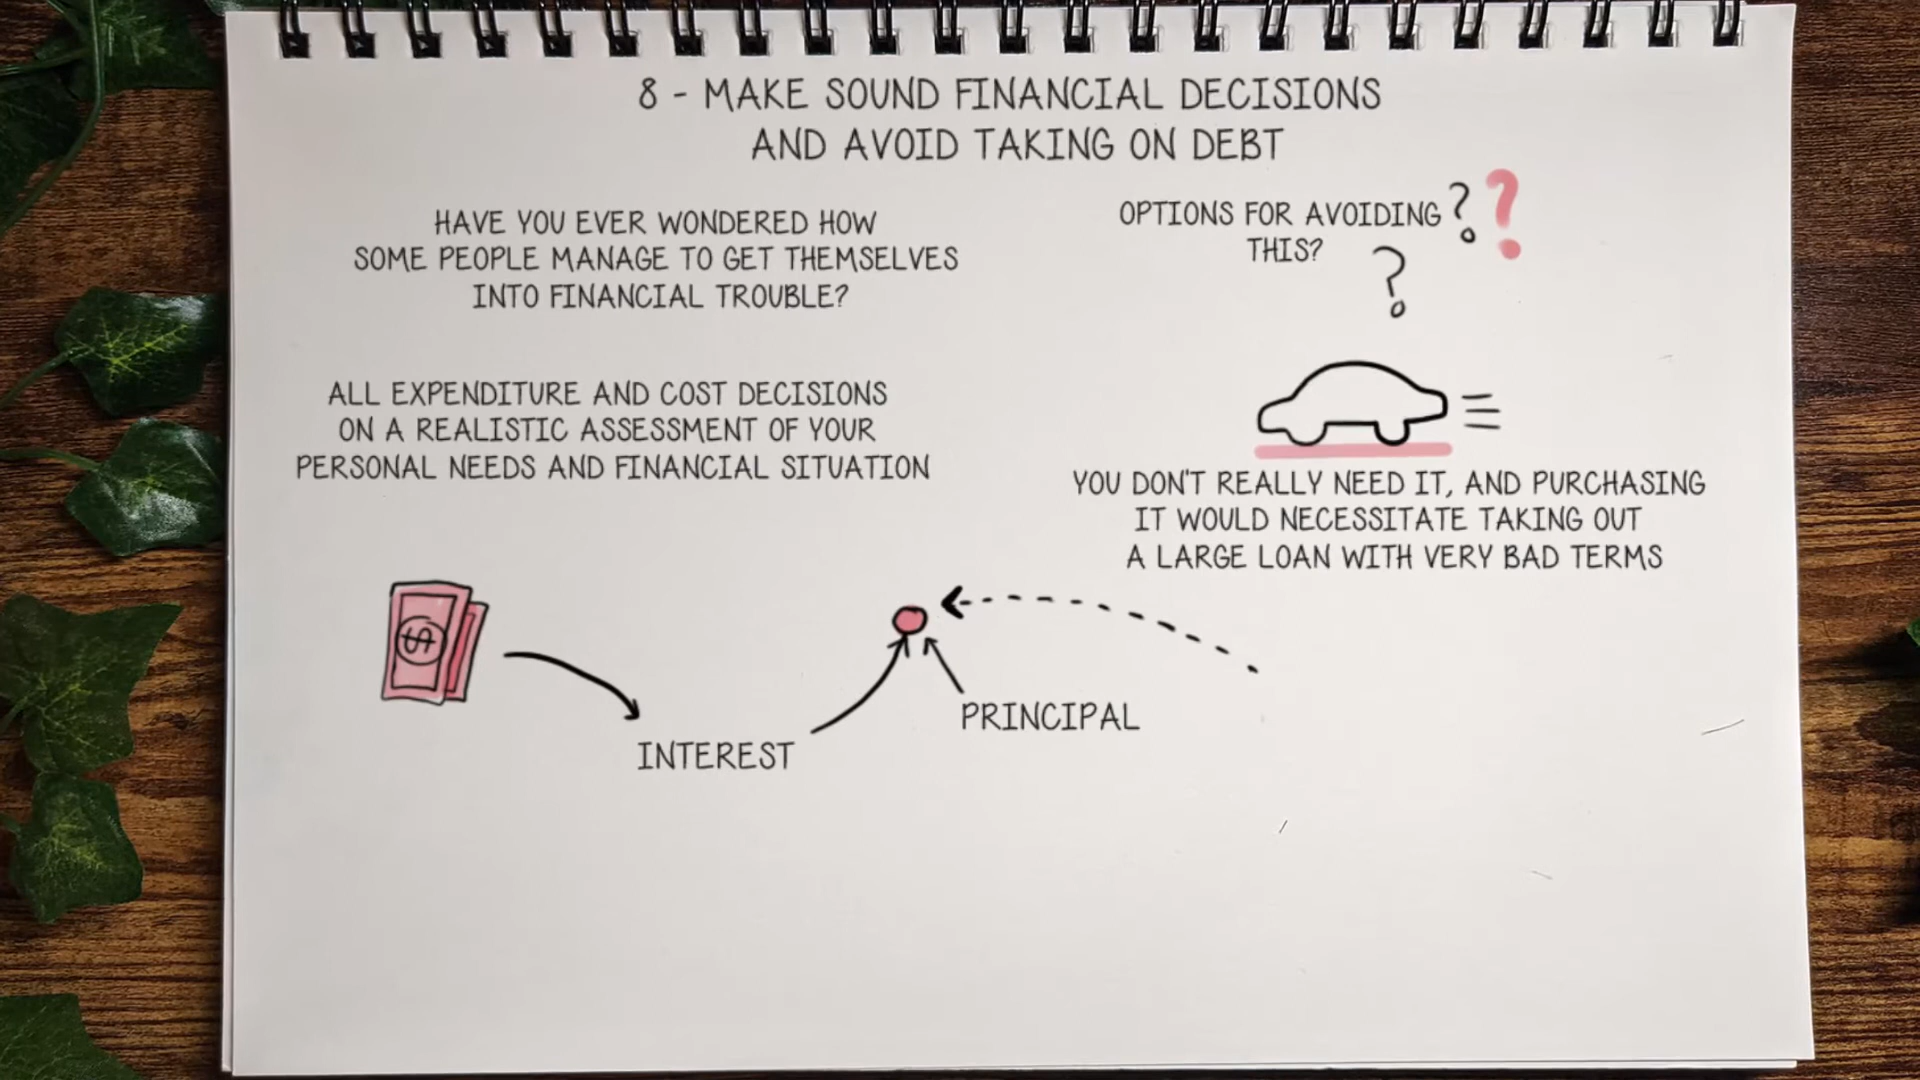 8 - MAKE SOUND FINANCIAL DECISIONS
AND AVOID TAKING ON DEBT
HAVE YOU EVER WONDERED HOW
SOME PEOPLE MANAGE TO GET THEMSELVES
INTO FINANCIAL TROUBLE?
ALL EXPENDITURE AND COST DECISIONS
ON A REALISTIC ASSESSMENT OF YOUR
PERSONAL NEEDS AND FINANCIAL SITUATION
OPTIONS FOR AVOIDING ? ?
THIS? ?
YOU DON'T REALLY NEED IT, AND PURCHASING
IT WOULD NECESSITATE TAKING OUT
A LARGE LOAN WITH VERY BAD TERMS
$
INTEREST
PRINCIPAL